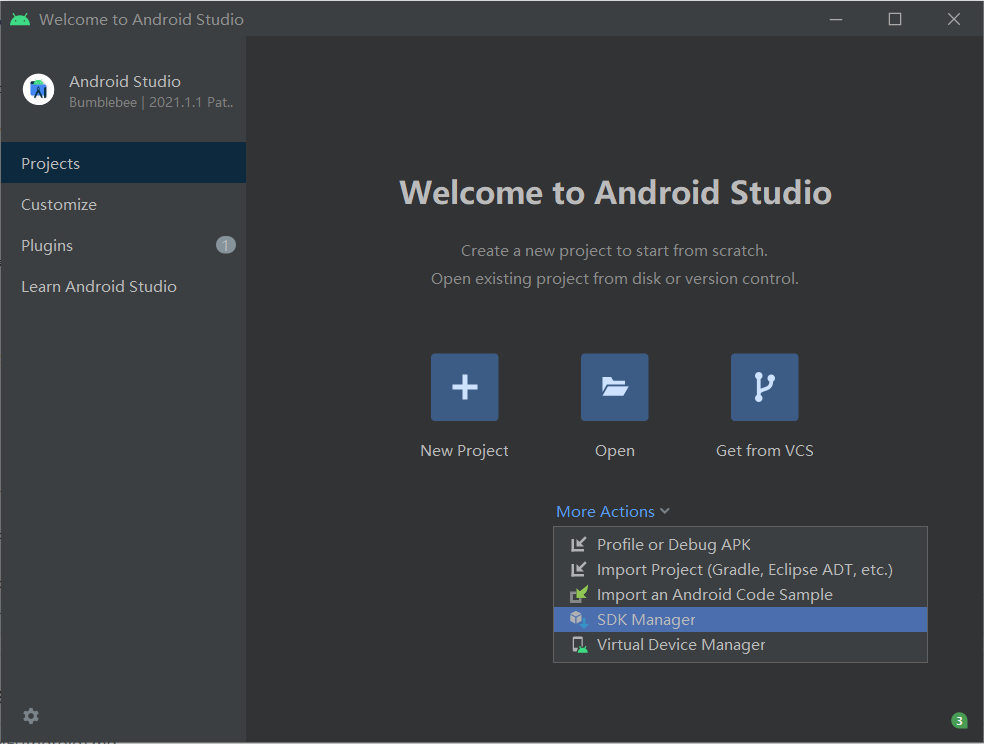 Welcome to Android Studio
Android Studio
Bumblebee | 2021.1.1 Pat..
Projects
Customize
Plugins
1
Learn Android Studio
Welcome to Android Studio
Create a new project to start from scratch.
Open existing project from disk or version control.
New Project
Open
Get from VCS
More Actions
Profile or Debug APK
Import Project (Gradle, Eclipse ADT, etc.)
Import an Android Code Sample
SDK Manager
Virtual Device Manager
3